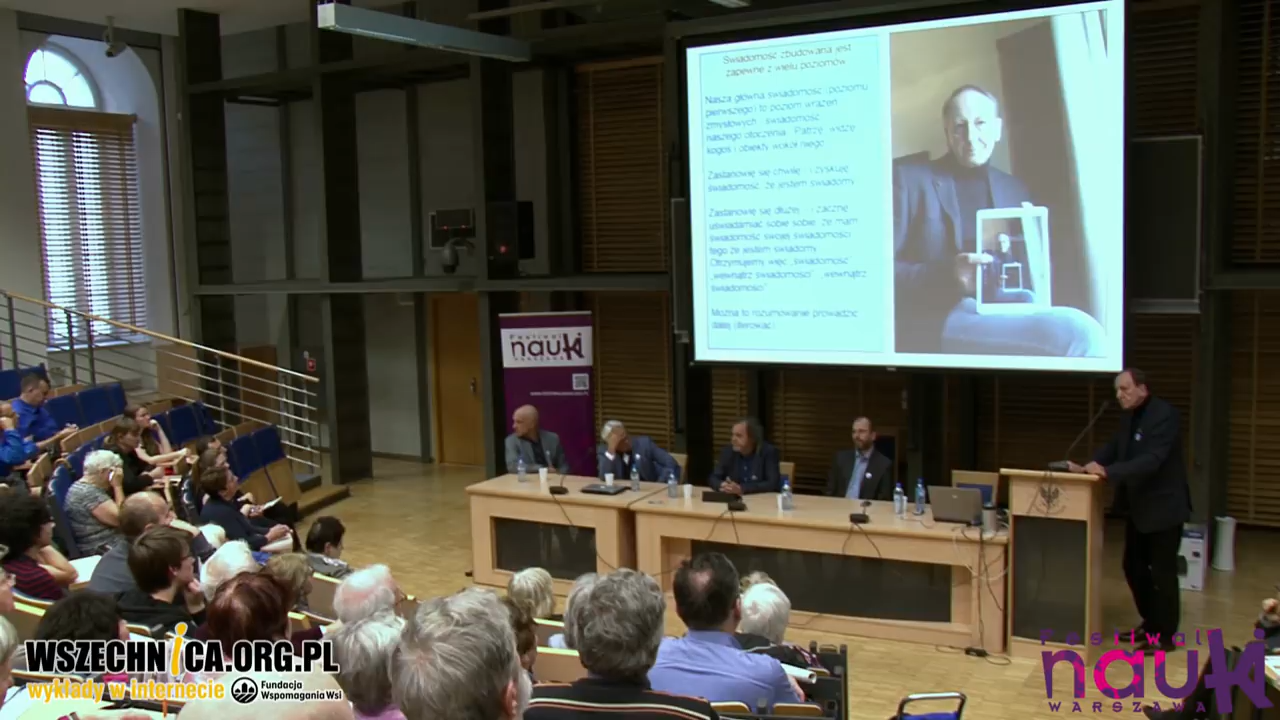 Świadomość zbudowana jest
zapewne z wielu poziomów
Nasza główna świadomość (poziomu
pierwszego) to poziom wrażeń
zmysłowych, świadomość
naszego otoczenia. Patrzę, widzę
kogoś i obiekty wokół niego
Zastanowię się chwilę i zyskuję
świadomość, że jestem świadomy
Zastanowię się dłużej i zacznę
uświadamiać sobie sobie, że mam
świadomość swojej świadomości
tego że jestem świadomy
Otrzymujemy więc „świadomość
„wewnątrz świadomości" „wewnątrz
świadomości"
Można to rozumowanie prowadzić
dalej (iterować)
Festiwal
nauKi
WARSZAWA
WSZECHNICA.ORG.PL
wykłady w internecie
Fundacja
Wspomagania Wsi
Festiwal
nauKi
WARSZAWA